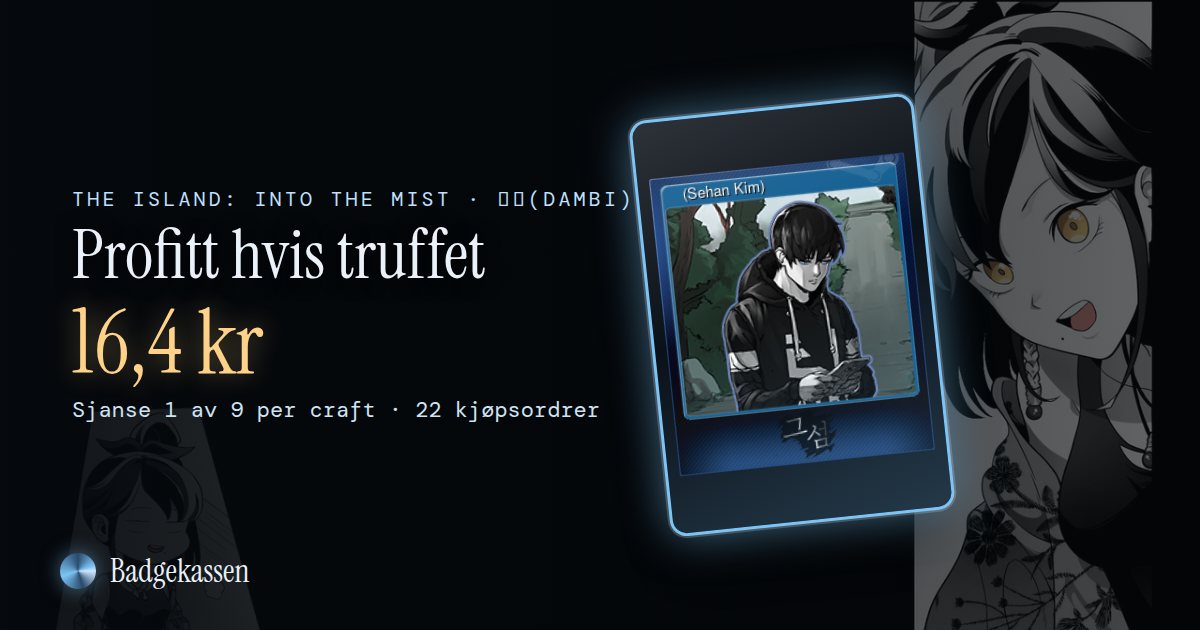 THE ISLAND: INTO THE MIST · (DAMBI)
Profitt hvis truffet
16,4 kr
Sjanse 1 av 9 per craft · 22 kjøpsordrer
(Sehan Kim)
그섬
Badgekassen